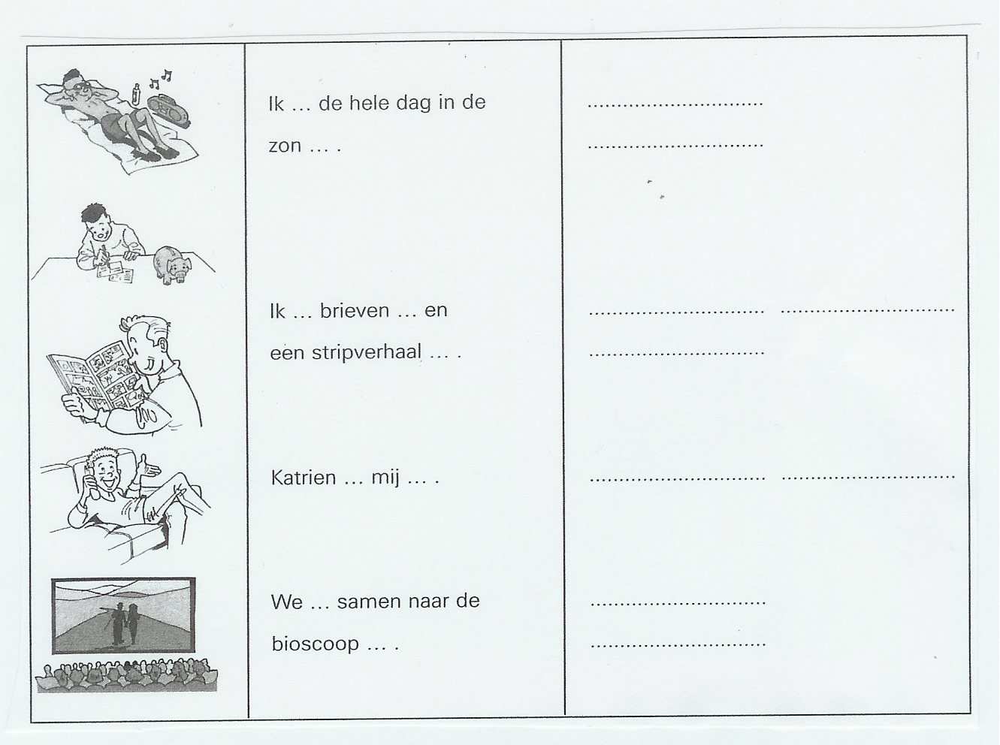 Ik ... de hele dag in de
zon ... .
Ik ... brieven ... en
een stripverhaal ... .
Katrien ... mij ... .
We ... samen naar de
bioscoop ... .